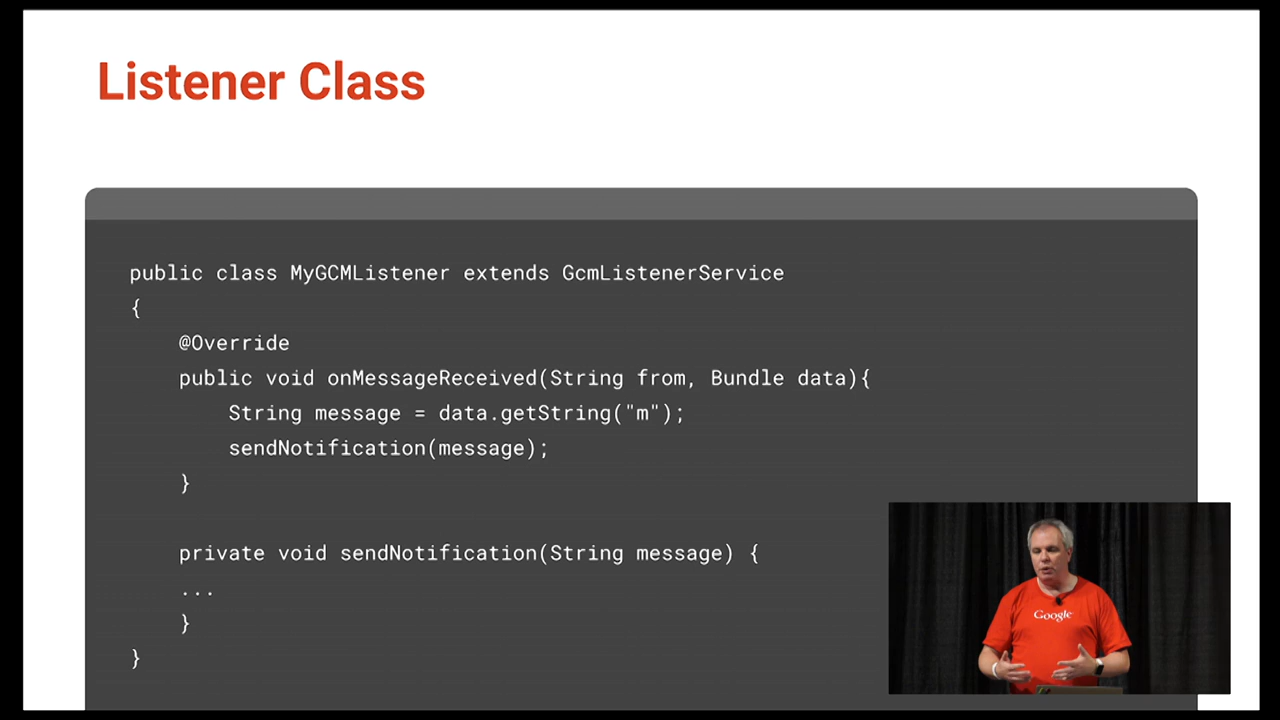 Listener Class
public class MyGCMListener extends GcmListenerService
{
@Override
public void onMessageReceived(String from, Bundle data){
String message = data.getString("m");
sendNotification(message);
}
private void sendNotification(String message) {
...
}
}
Google